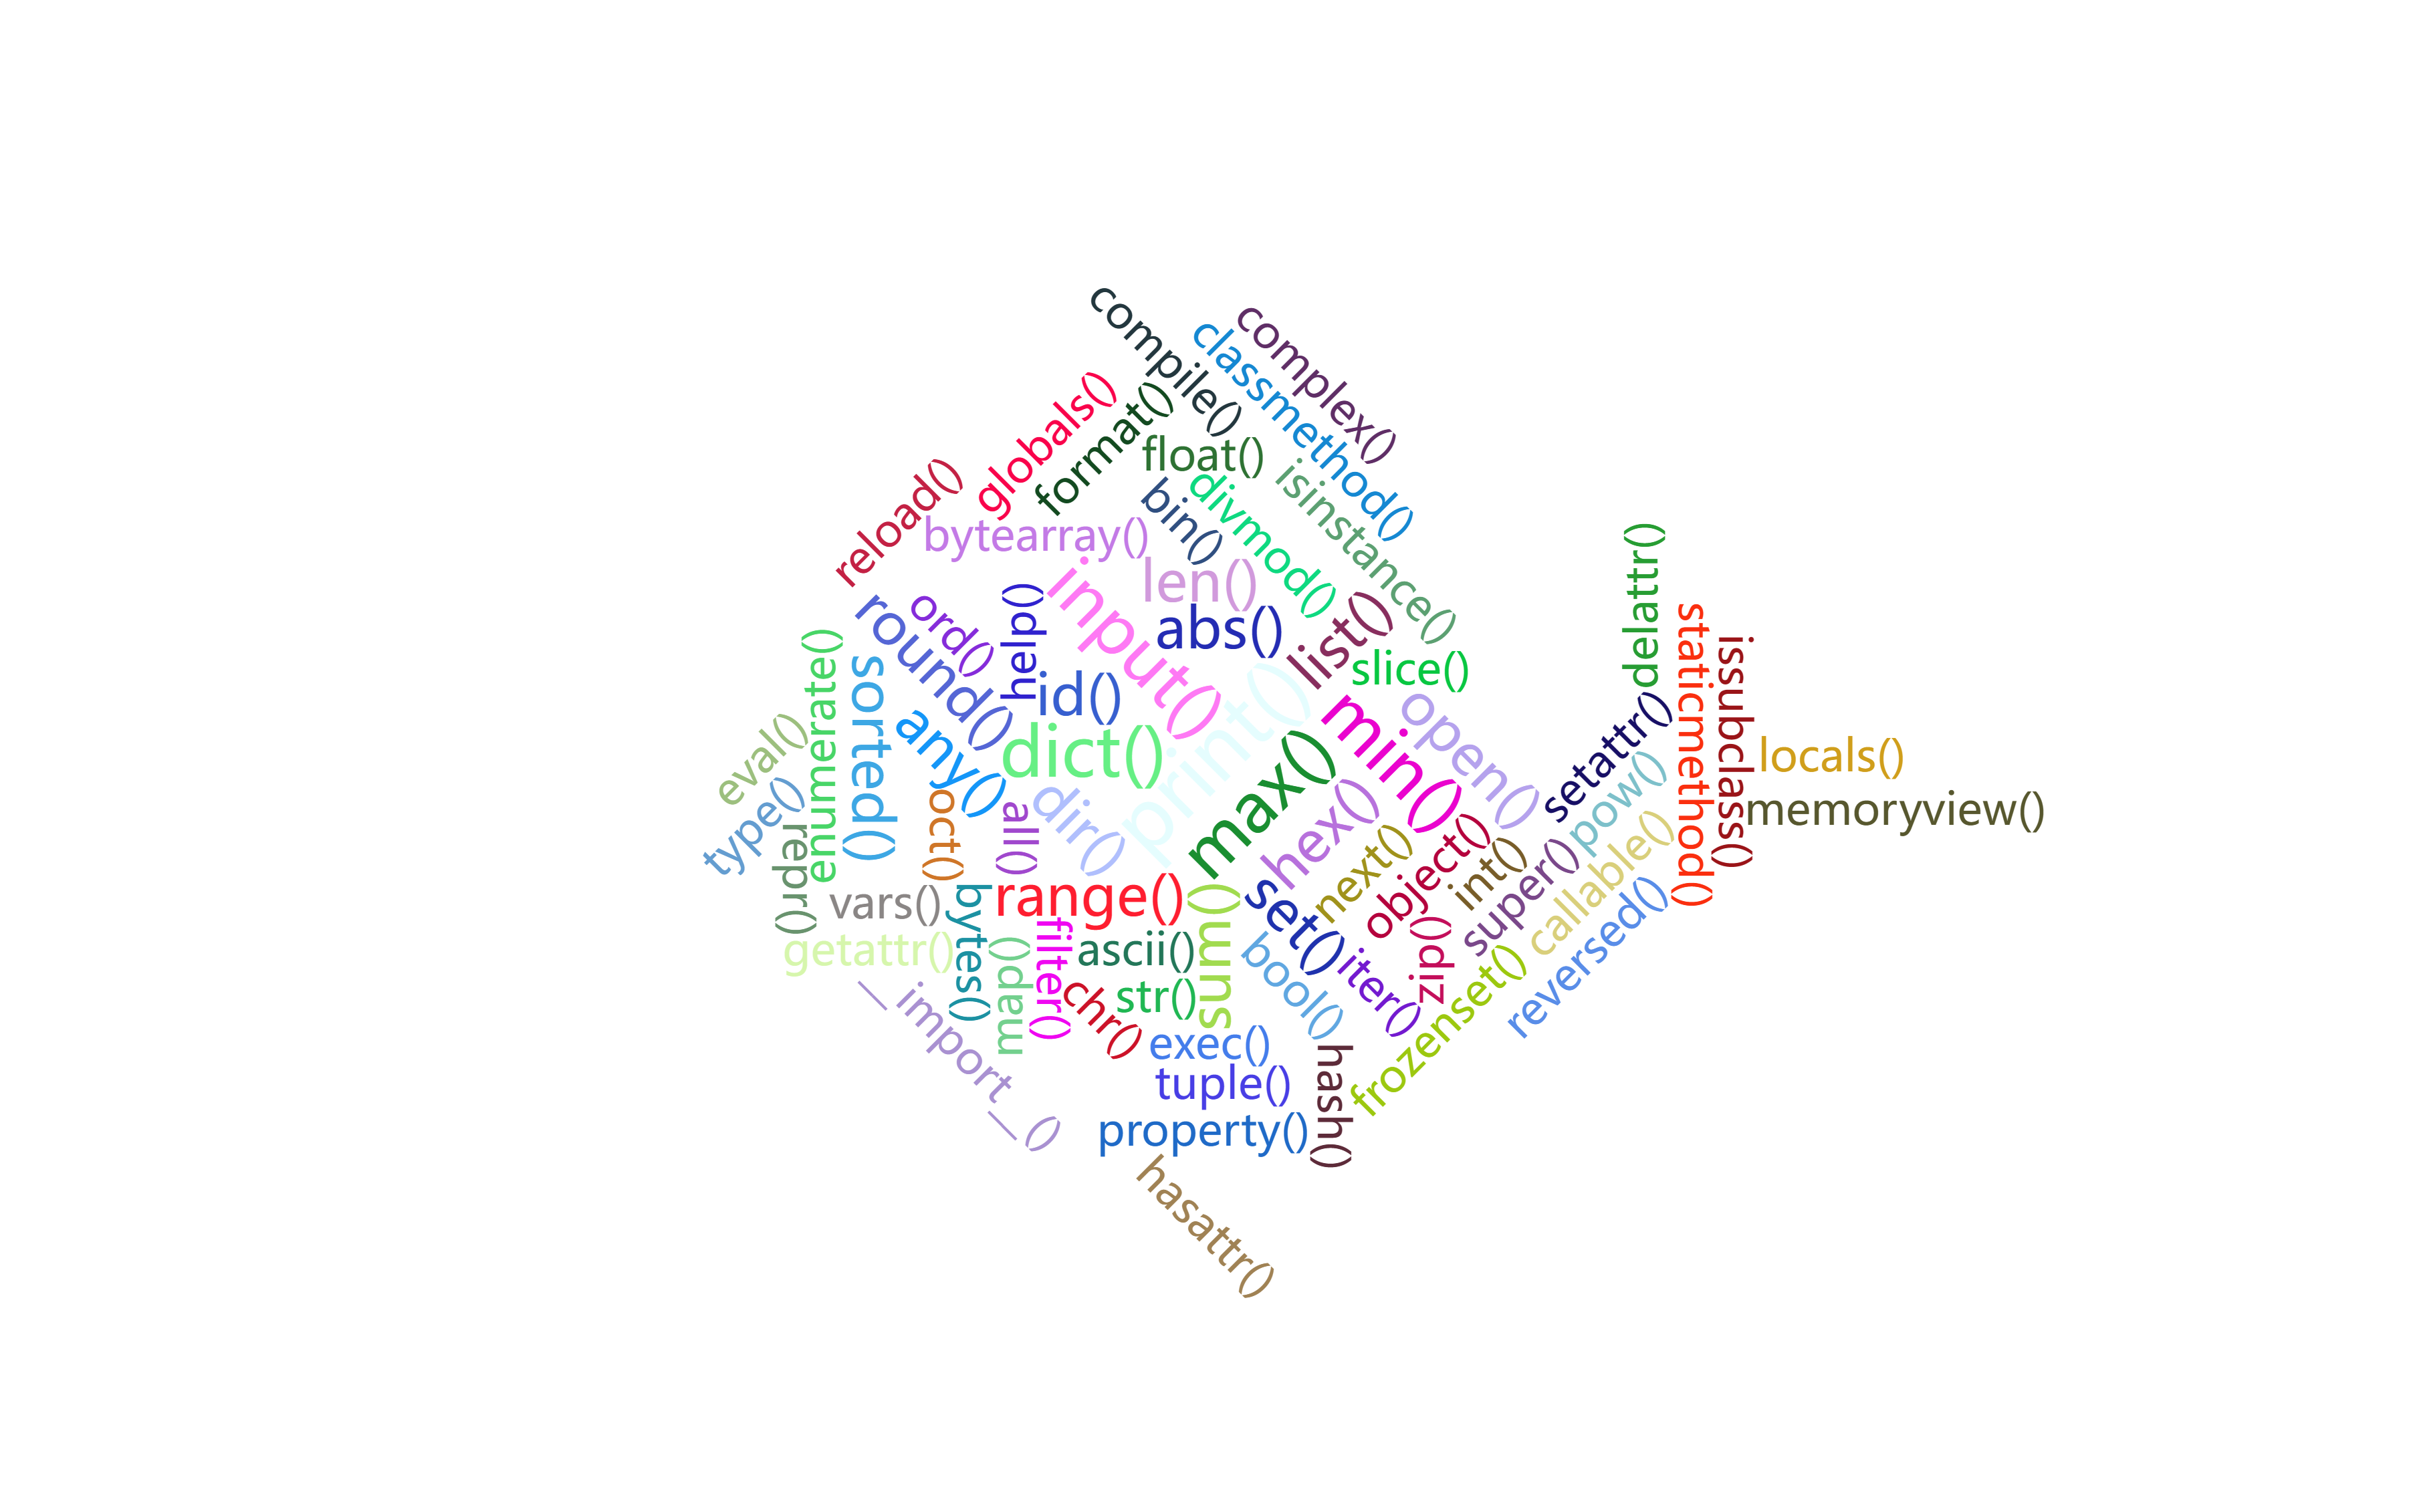 compile()
complex()
classmethod()
globals()
format()
float()
reload()
isinstance()
bin()
divmod()
bytearray()
delattr()
len()
input()
help()
ord()
round()
abs()
list()
slice()
staticmethod()
issubclass()
enumerate()
sorted()
id()
print()
min()
open()
setattr()
eval()
any()
dict()
max()
pow()
locals()
type()
oct()
all()
dir()
hex()
memoryview()
repr()
next()
object()
int()
super()
callable()
vars()
bytes()
range()
sum()
set()
reversed()
getattr()
map()
filter()
ascii()
bool()
iter()
zip()
frozenset()
__import__()
chr()
str()
exec()
tuple()
hash()
property()
hasattr()